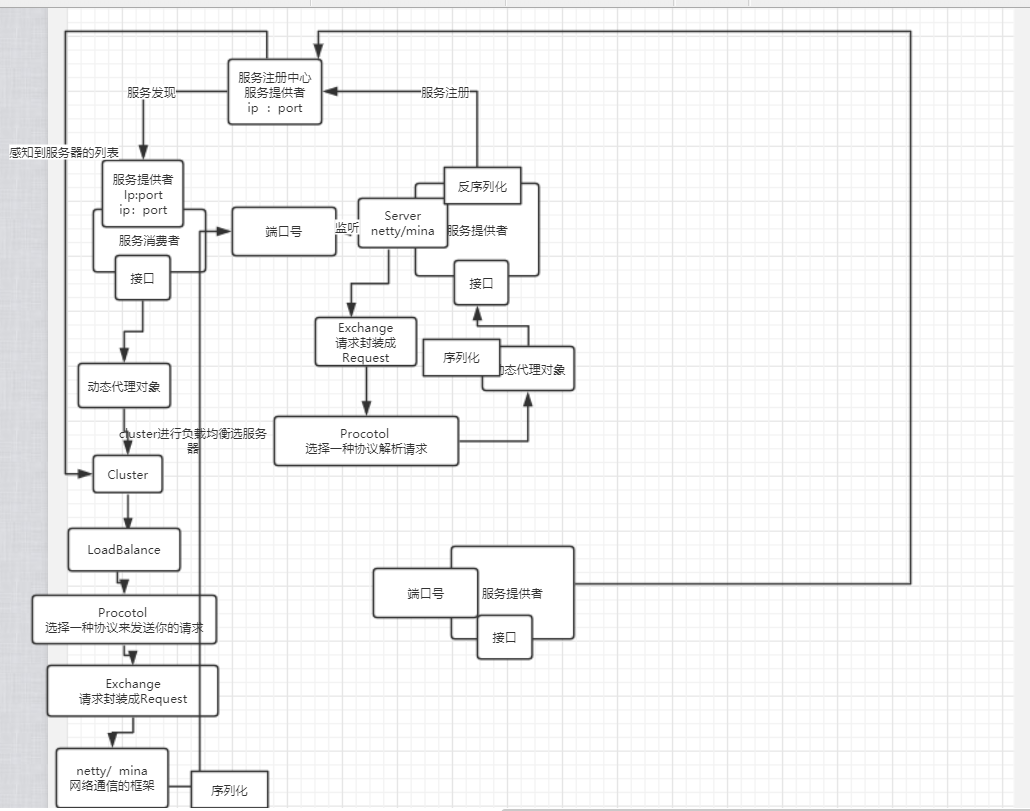 服务注册中心
服务提供者
ip : port
服务发现
服务注册
感知到服务器的列表
服务提供者
Ip:port
ip: port
服务消费者
接口
端口号
监听
Server
netty/mina
反序列化
服务提供者
接口
Exchange
请求封装成
Request
序列化
动态代理对象
动态代理对象
cluster进行负载均衡选服务
器
Procotol
选择一种协议解析请求
Cluster
LoadBalance
端口号
服务提供者
接口
Procotol
选择一种协议来发送你的请求
Exchange
请求封装成Request
netty/ mina
网络通信的框架
序列化